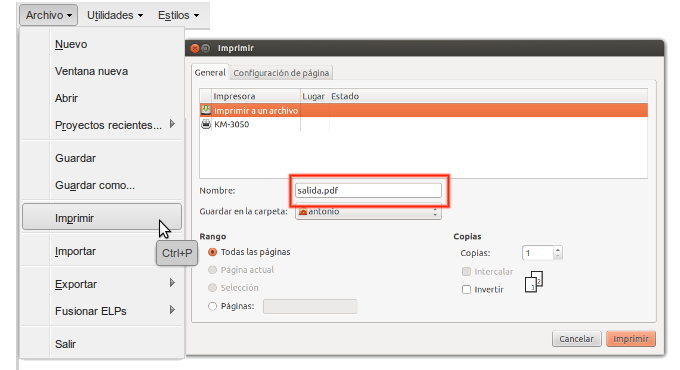 Archivo Utilidades Estilos
Nuevo
Ventana nueva
Abrir
Proyectos recientes...
Guardar
Guardar como...
Imprimir
Ctrl+P
Importar
Exportar
Fusionar ELPs
Salir
Imprimir
General Configuración de página
Impresora Lugar Estado
Imprimir a un archivo
KM-3050
Nombre: salida.pdf
Guardar en la carpeta: antonio
Rango
Todas las páginas
Página actual
Selección
Páginas:
Copias
Copias: 1
Intercalar
Invertir
1 2
Cancelar Imprimir